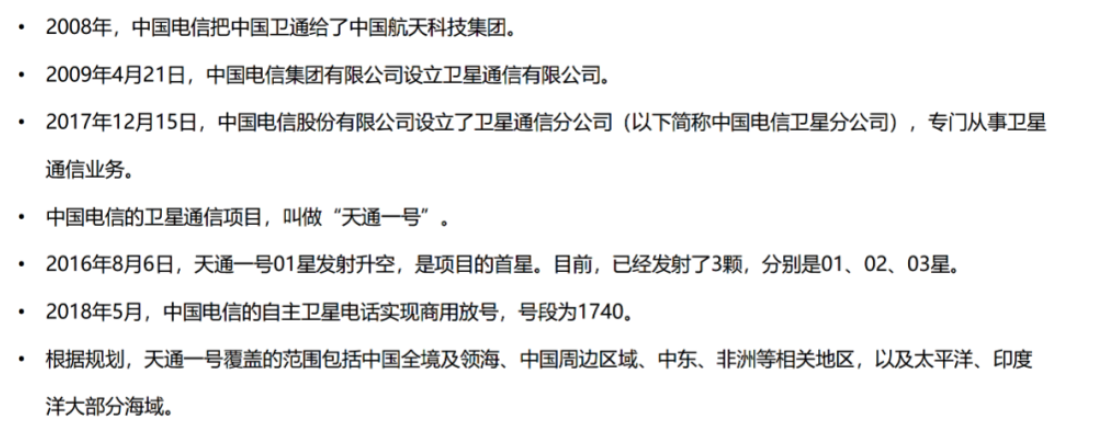 • 2008年，中国电信把中国卫通给了中国航天科技集团。
• 2009年4月21日，中国电信集团有限公司设立卫星通信有限公司。
• 2017年12月15日，中国电信股份有限公司设立了卫星通信分公司（以下简称中国电信卫星分公司），专门从事卫星
通信业务。
• 中国电信的卫星通信项目，叫做“天通一号”。
• 2016年8月6日，天通一号01星发射升空，是项目的首星。目前，已经发射了3颗，分别是01、02、03星。
• 2018年5月，中国电信的自主卫星电话实现商用放号，号段为1740。
• 根据规划，天通一号覆盖的范围包括中国全境及领海、中国周边区域、中东、非洲等相关地区，以及太平洋、印度
洋大部分海域。